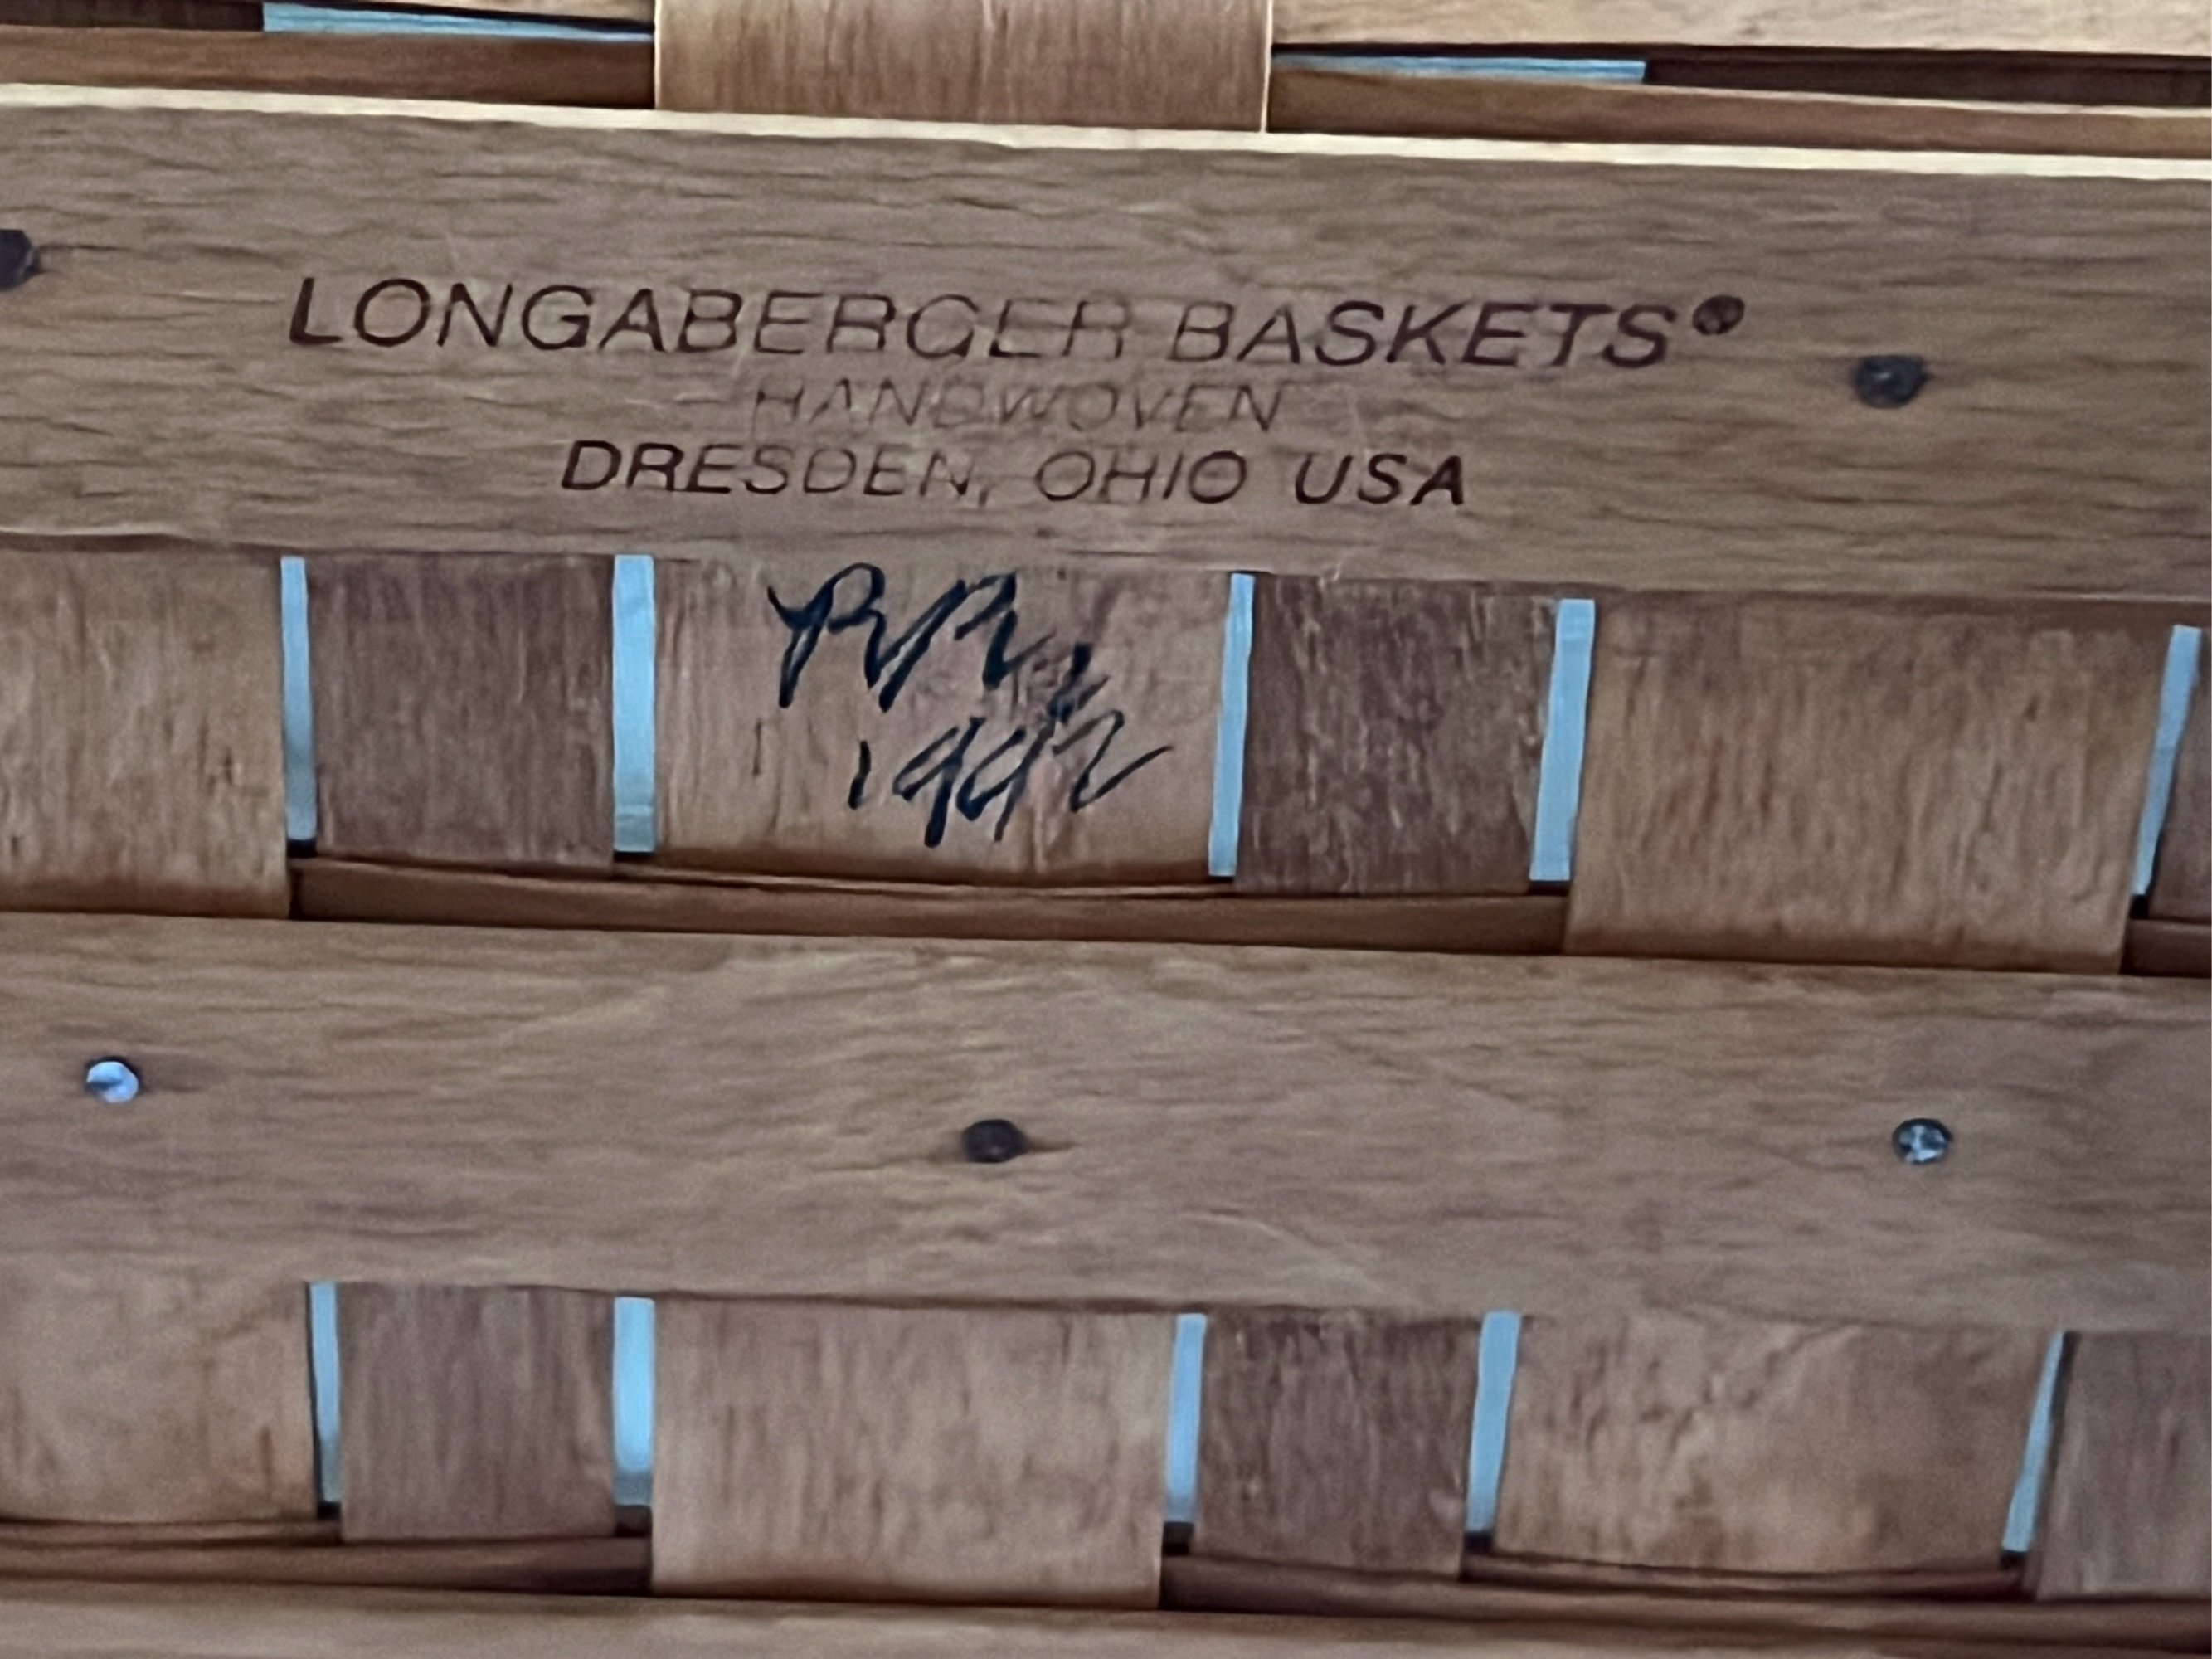 LONGABERGER BASKETS®
HANDWOVEN
DRESDEN, OHIO USA
1992